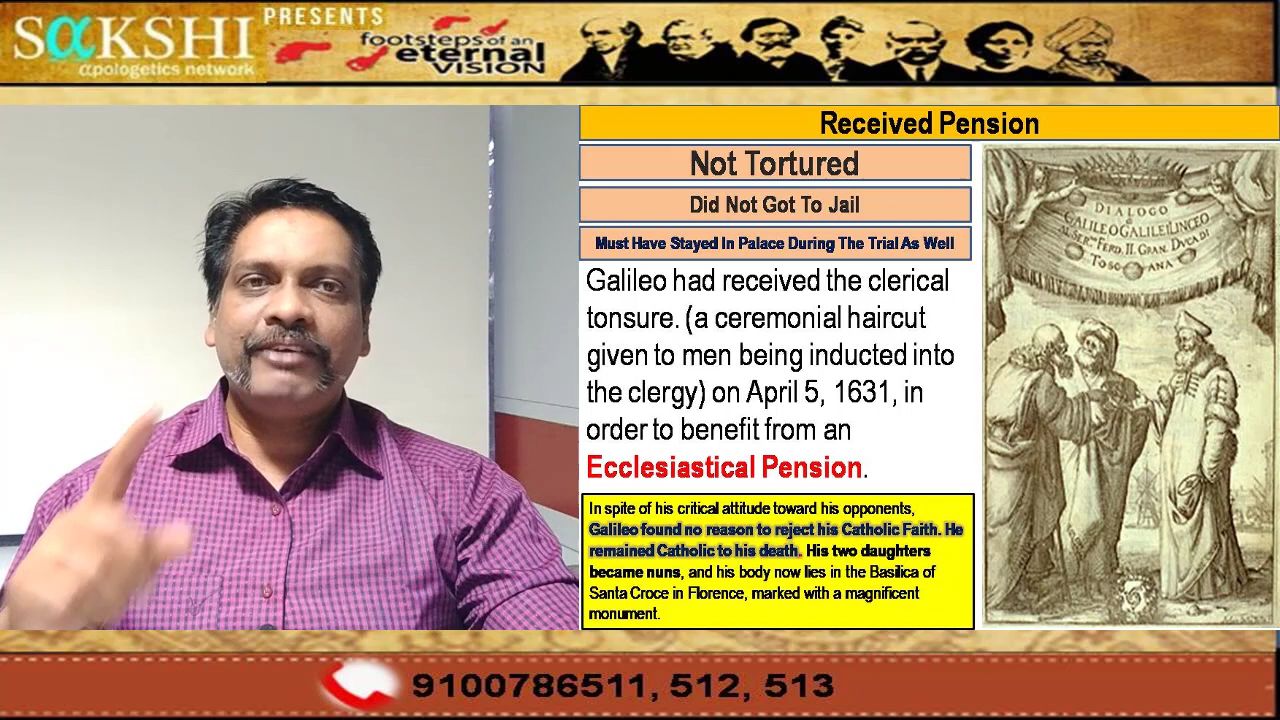 SαKSHI
αpologetics network
PRESENTS
footsteps of an
eternal
VISION
Received Pension
Not Tortured
Did Not Got To Jail
Must Have Stayed In Palace During The Trial As Well
Galileo had received the clerical
tonsure. (a ceremonial haircut
given to men being inducted into
the clergy) on April 5, 1631, in
order to benefit from an
Ecclesiastical Pension.
In spite of his critical attitude toward his opponents,
Galileo found no reason to reject his Catholic Faith. He
remained Catholic to his death. His two daughters
became nuns, and his body now lies in the Basilica of
Santa Croce in Florence, marked with a magnificent
monument.
DIALOGO
GALILEO GALILEI LINCEO
AL SER.mo FERD. II. GRAN. DVCA DI
TOSCANA
9100786511, 512, 513